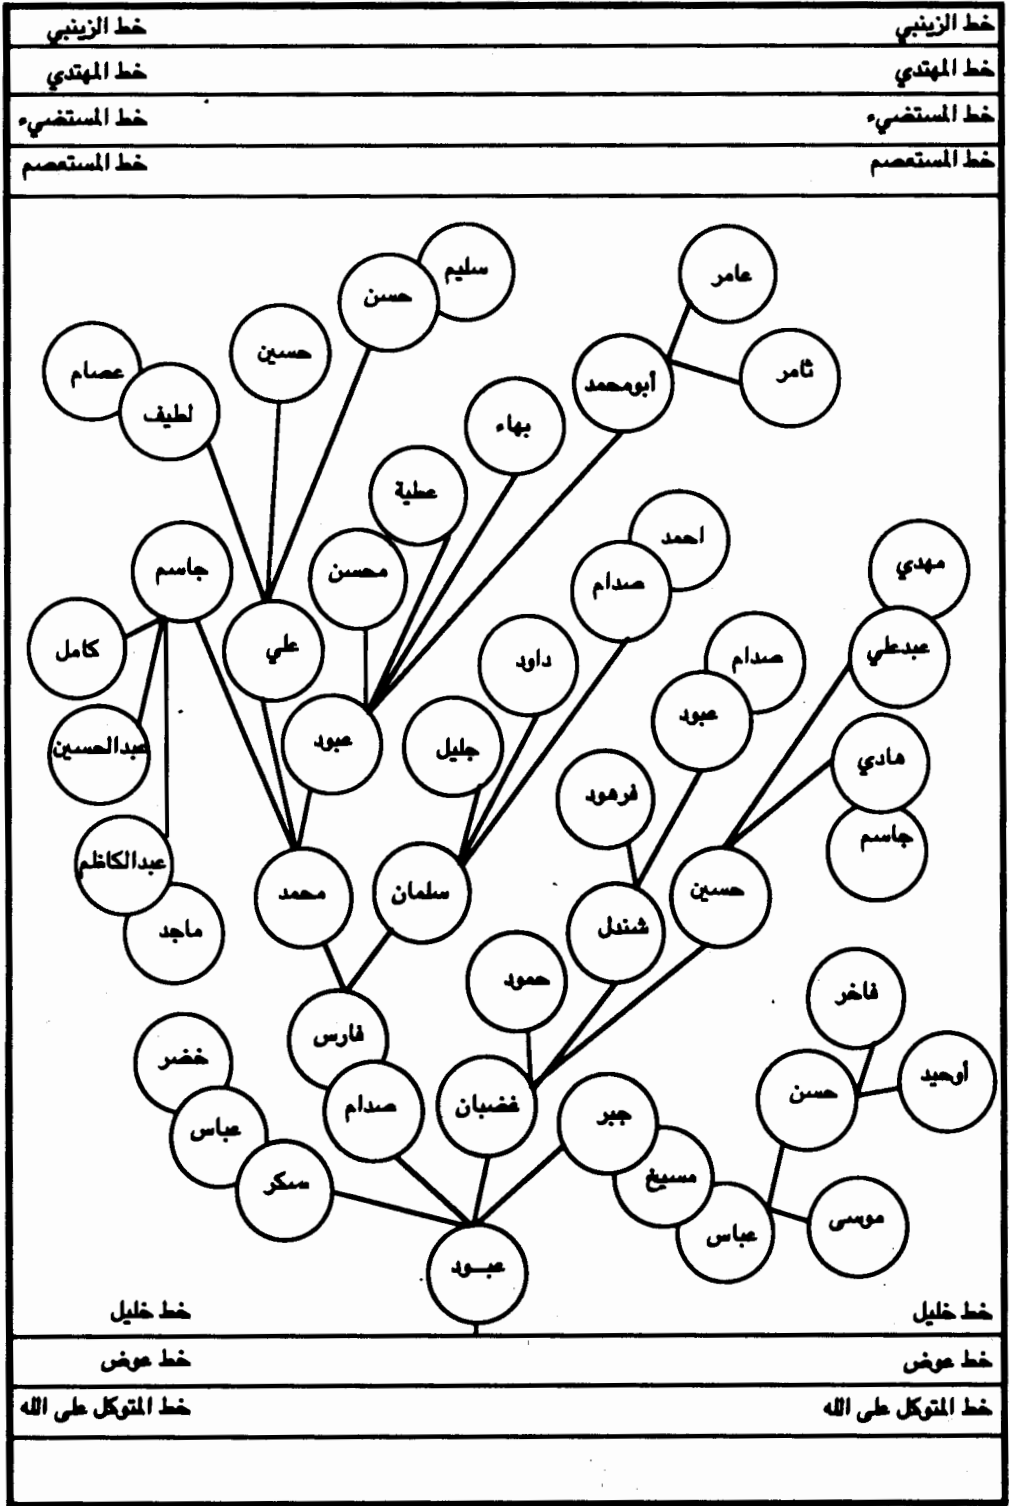 خط الزينبي خط الزينبي
خط المهتدي خط المهتدي
خط المستضيء خط المستضيء
خط المستعصم خط المستعصم
سليم
عامر
حسن
حسين
عصام
ثامر
أبومحمد
لطيف
بهاء
عطية
احمد
مهدي
جاسم
محسن
صدام
علي
كامل
داود
صدام
عبدعلي
عبود
عبدالحسين
عبود
جليل
هادي
فرهود
جاسم
عبدالكاظم
محمد
سلمان
حسين
ماجد
شندل
حمود
فاخر
فارس
خضر
أوحيد
صدام
غضبان
جبر
حسن
عباس
سكر
مسيغ
عباس
موسى
عبــود
خط خليل خط خليل
خط عوض خط عوض
خط المتوكل على الله خط المتوكل على الله